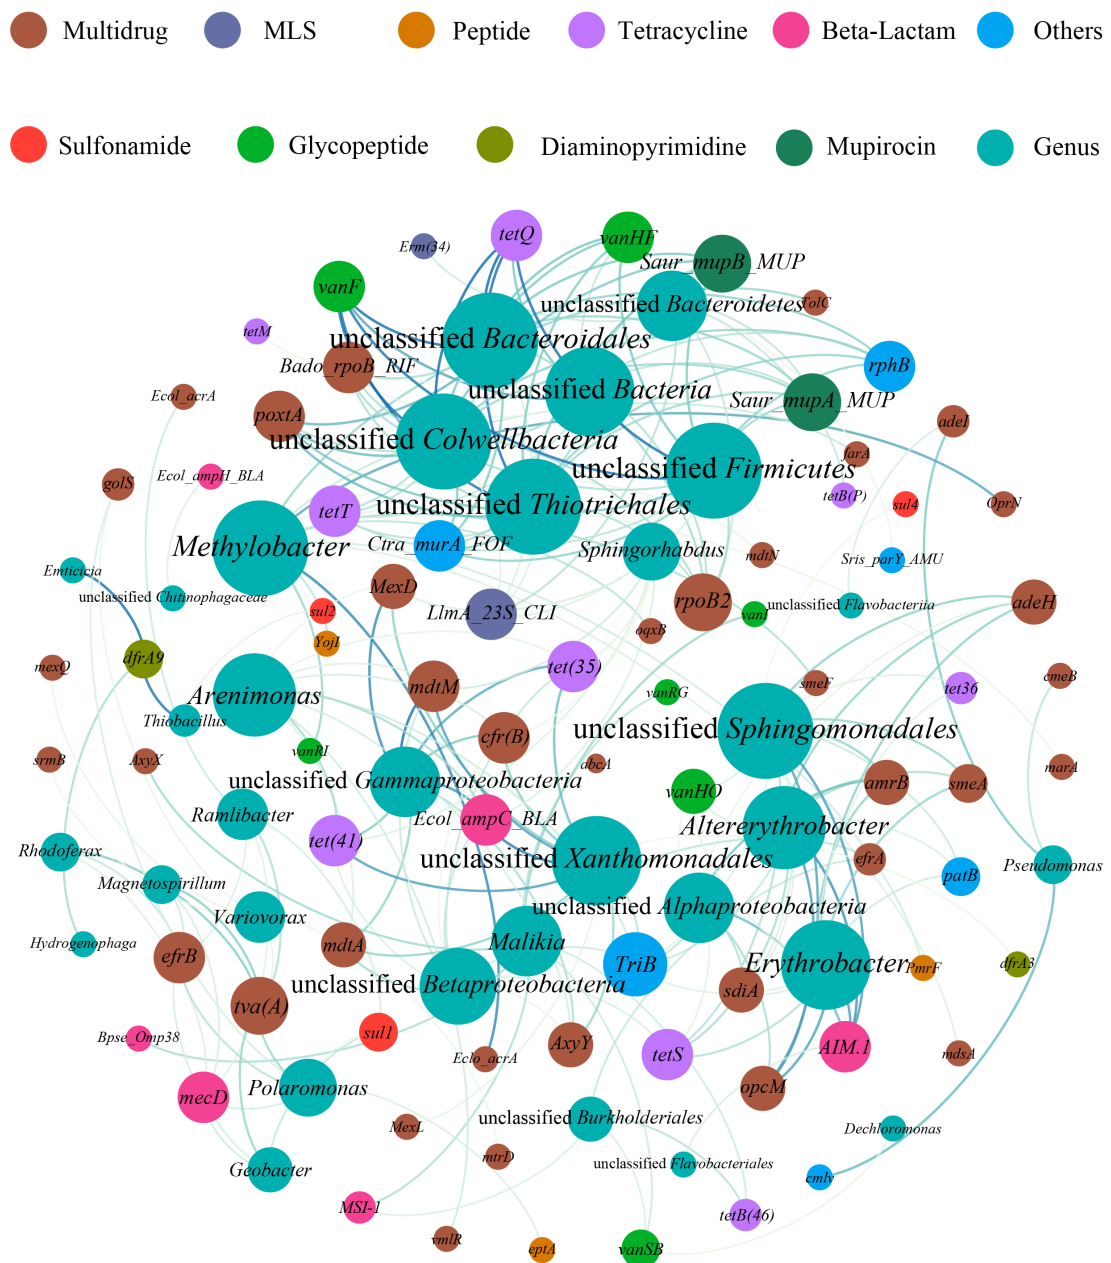 Multidrug MLS Peptide Tetracycline Beta-Lactam Others
Sulfonamide Glycopeptide Diaminopyrimidine Mupirocin Genus
tetQ
vanHF
Erm(34)
Saur_mupB_MUP
vanF
unclassified Bacteroidetes
TolC
tetM
unclassified Bacteroidales
Bado_rpoB_RIF
rphB
unclassified Bacteria
Ecol_acrA
Saur_mupA_MUP
poxtA
adeI
unclassified Colwellbacteria
farA
unclassified Firmicutes
Ecol_ampH_BLA
golS
tetB(P)
sul4
OprN
unclassified Thiotrichales
tetT
Methylobacter
Ctra_murA_FOF
Sphingorhabdus
mdtN
Sris_parY_AMU
Emticicia
MexD
unclassified Chitinophagaceae
rpoB2
unclassified Flavobacteriia
adeH
sul2
LlmA_23S_CLI
vanI
YojI
oqxB
dfrA9
mexQ
tet(35)
cmeB
mdtM
smeF
tet36
vanRG
Arenimonas
Thiobacillus
unclassified Sphingomonadales
cfr(B)
vanRI
srmB
AxyX
abcA
marA
unclassified Gammaproteobacteria
amrB
smeA
vanHO
Ramlibacter
Ecol_ampC_BLA
Altererythrobacter
tet(41)
Rhodoferax
unclassified Xanthomonadales
efrA
Pseudomonas
Magnetospirillum
patB
unclassified Alphaproteobacteria
Variovorax
Hydrogenophaga
mdtA
Malikia
efrB
TriB
Erythrobacter
PmrF
dfrA3
unclassified Betaproteobacteria
sdiA
tva(A)
sul1
Bpse_Omp38
AxyY
AIM.1
Eclo_acrA
tetS
mdsA
Polaromonas
opcM
mecD
unclassified Burkholderiales
MexL
Dechloromonas
mtrD
unclassified Flavobacteriales
Geobacter
cmlv
MSI-1
tetB(46)
vmlR
eptA
vanSB